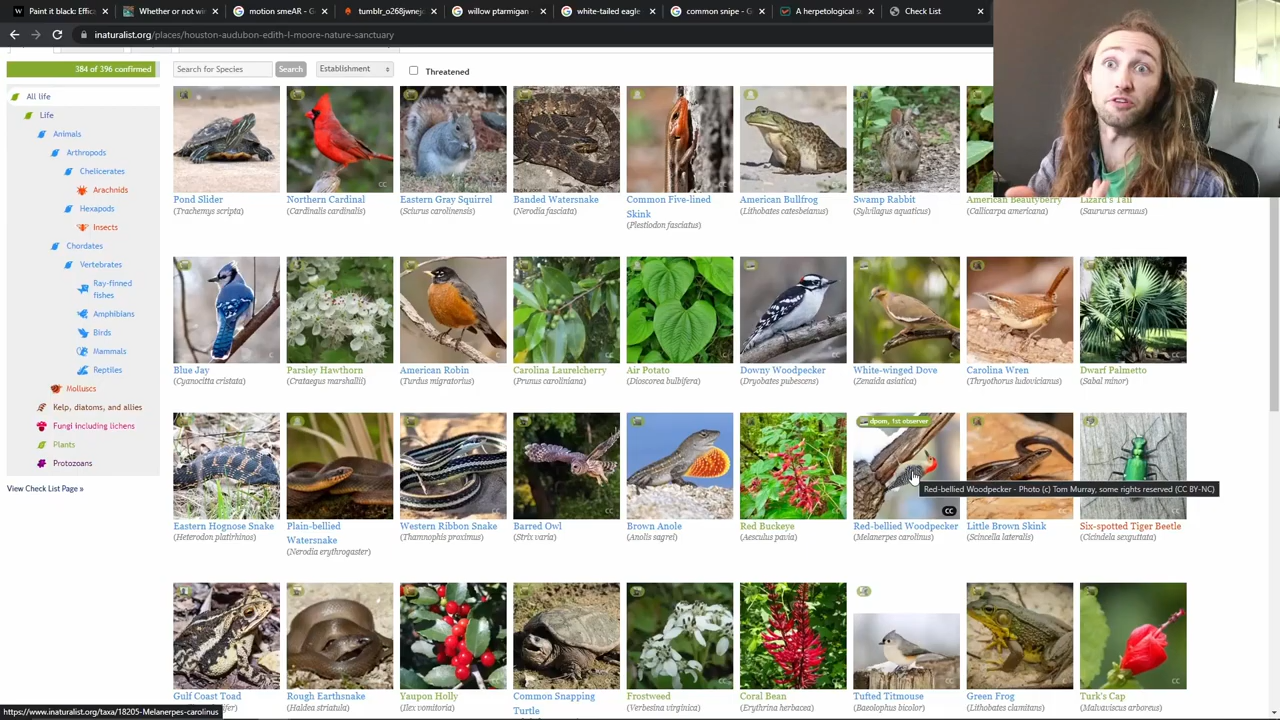 Paint it black: Efficie
Whether or not win
motion smeAR - Go
tumblr_o268jwneje
willow ptarmigan -
white-tailed eagle -
common snipe - Go
A herpetological su
Check List
inaturalist.org/places/houston-audubon-edith-l-moore-nature-sanctuary
384 of 396 confirmed
Search for Species
Search
Establishment
Threatened
All life
Life
Animals
Arthropods
Chelicerates
Arachnids
Hexapods
Insects
Chordates
Vertebrates
Ray-finned
fishes
Amphibians
Birds
Mammals
Reptiles
Molluscs
Kelp, diatoms, and allies
Fungi including lichens
Plants
Protozoans
View Check List Page »
Pond Slider
(Trachemys scripta)
Northern Cardinal
(Cardinalis cardinalis)
Eastern Gray Squirrel
(Sciurus carolinensis)
Banded Watersnake
(Nerodia fasciata)
Common Five-lined
Skink
(Plestiodon fasciatus)
American Bullfrog
(Lithobates catesbeianus)
Swamp Rabbit
(Sylvilagus aquaticus)
American Beautyberry
(Callicarpa americana)
Lizard's Tail
(Saururus cernuus)
Blue Jay
(Cyanocitta cristata)
Parsley Hawthorn
(Crataegus marshallii)
American Robin
(Turdus migratorius)
Carolina Laurelcherry
(Prunus caroliniana)
Air Potato
(Dioscorea bulbifera)
Downy Woodpecker
(Dryobates pubescens)
White-winged Dove
(Zenaida asiatica)
Carolina Wren
(Thryothorus ludovicianus)
Dwarf Palmetto
(Sabal minor)
dpom, 1st observer
CC
Red-bellied Woodpecker - Photo (c) Tom Murray, some rights reserved (CC BY-NC)
Eastern Hognose Snake
(Heterodon platirhinos)
Plain-bellied
Watersnake
(Nerodia erythrogaster)
Western Ribbon Snake
(Thamnophis proximus)
Barred Owl
(Strix varia)
Brown Anole
(Anolis sagrei)
Red Buckeye
(Aesculus pavia)
Red-bellied Woodpecker
(Melanerpes carolinus)
Little Brown Skink
(Scincella lateralis)
Six-spotted Tiger Beetle
(Cicindela sexguttata)
Gulf Coast Toad
Rough Earthsnake
(Haldea striatula)
Yaupon Holly
(Ilex vomitoria)
Common Snapping
Turtle
Frostweed
(Verbesina virginica)
Coral Bean
(Erythrina herbacea)
Tufted Titmouse
(Baeolophus bicolor)
Green Frog
(Lithobates clamitans)
Turk's Cap
(Malvaviscus arboreus)
https://www.inaturalist.org/taxa/18205-Melanerpes-carolinus